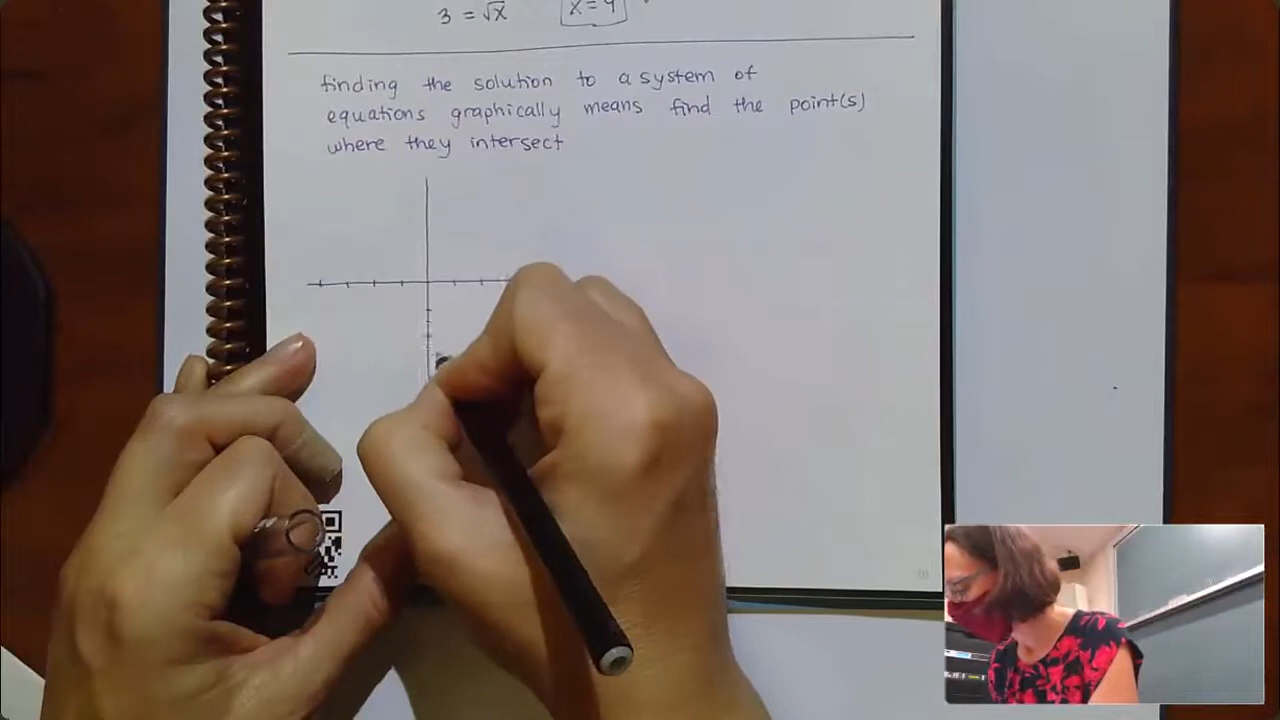 3 = √x x = 9
finding the solution to a system of
equations graphically means find the point(s)
where they intersect